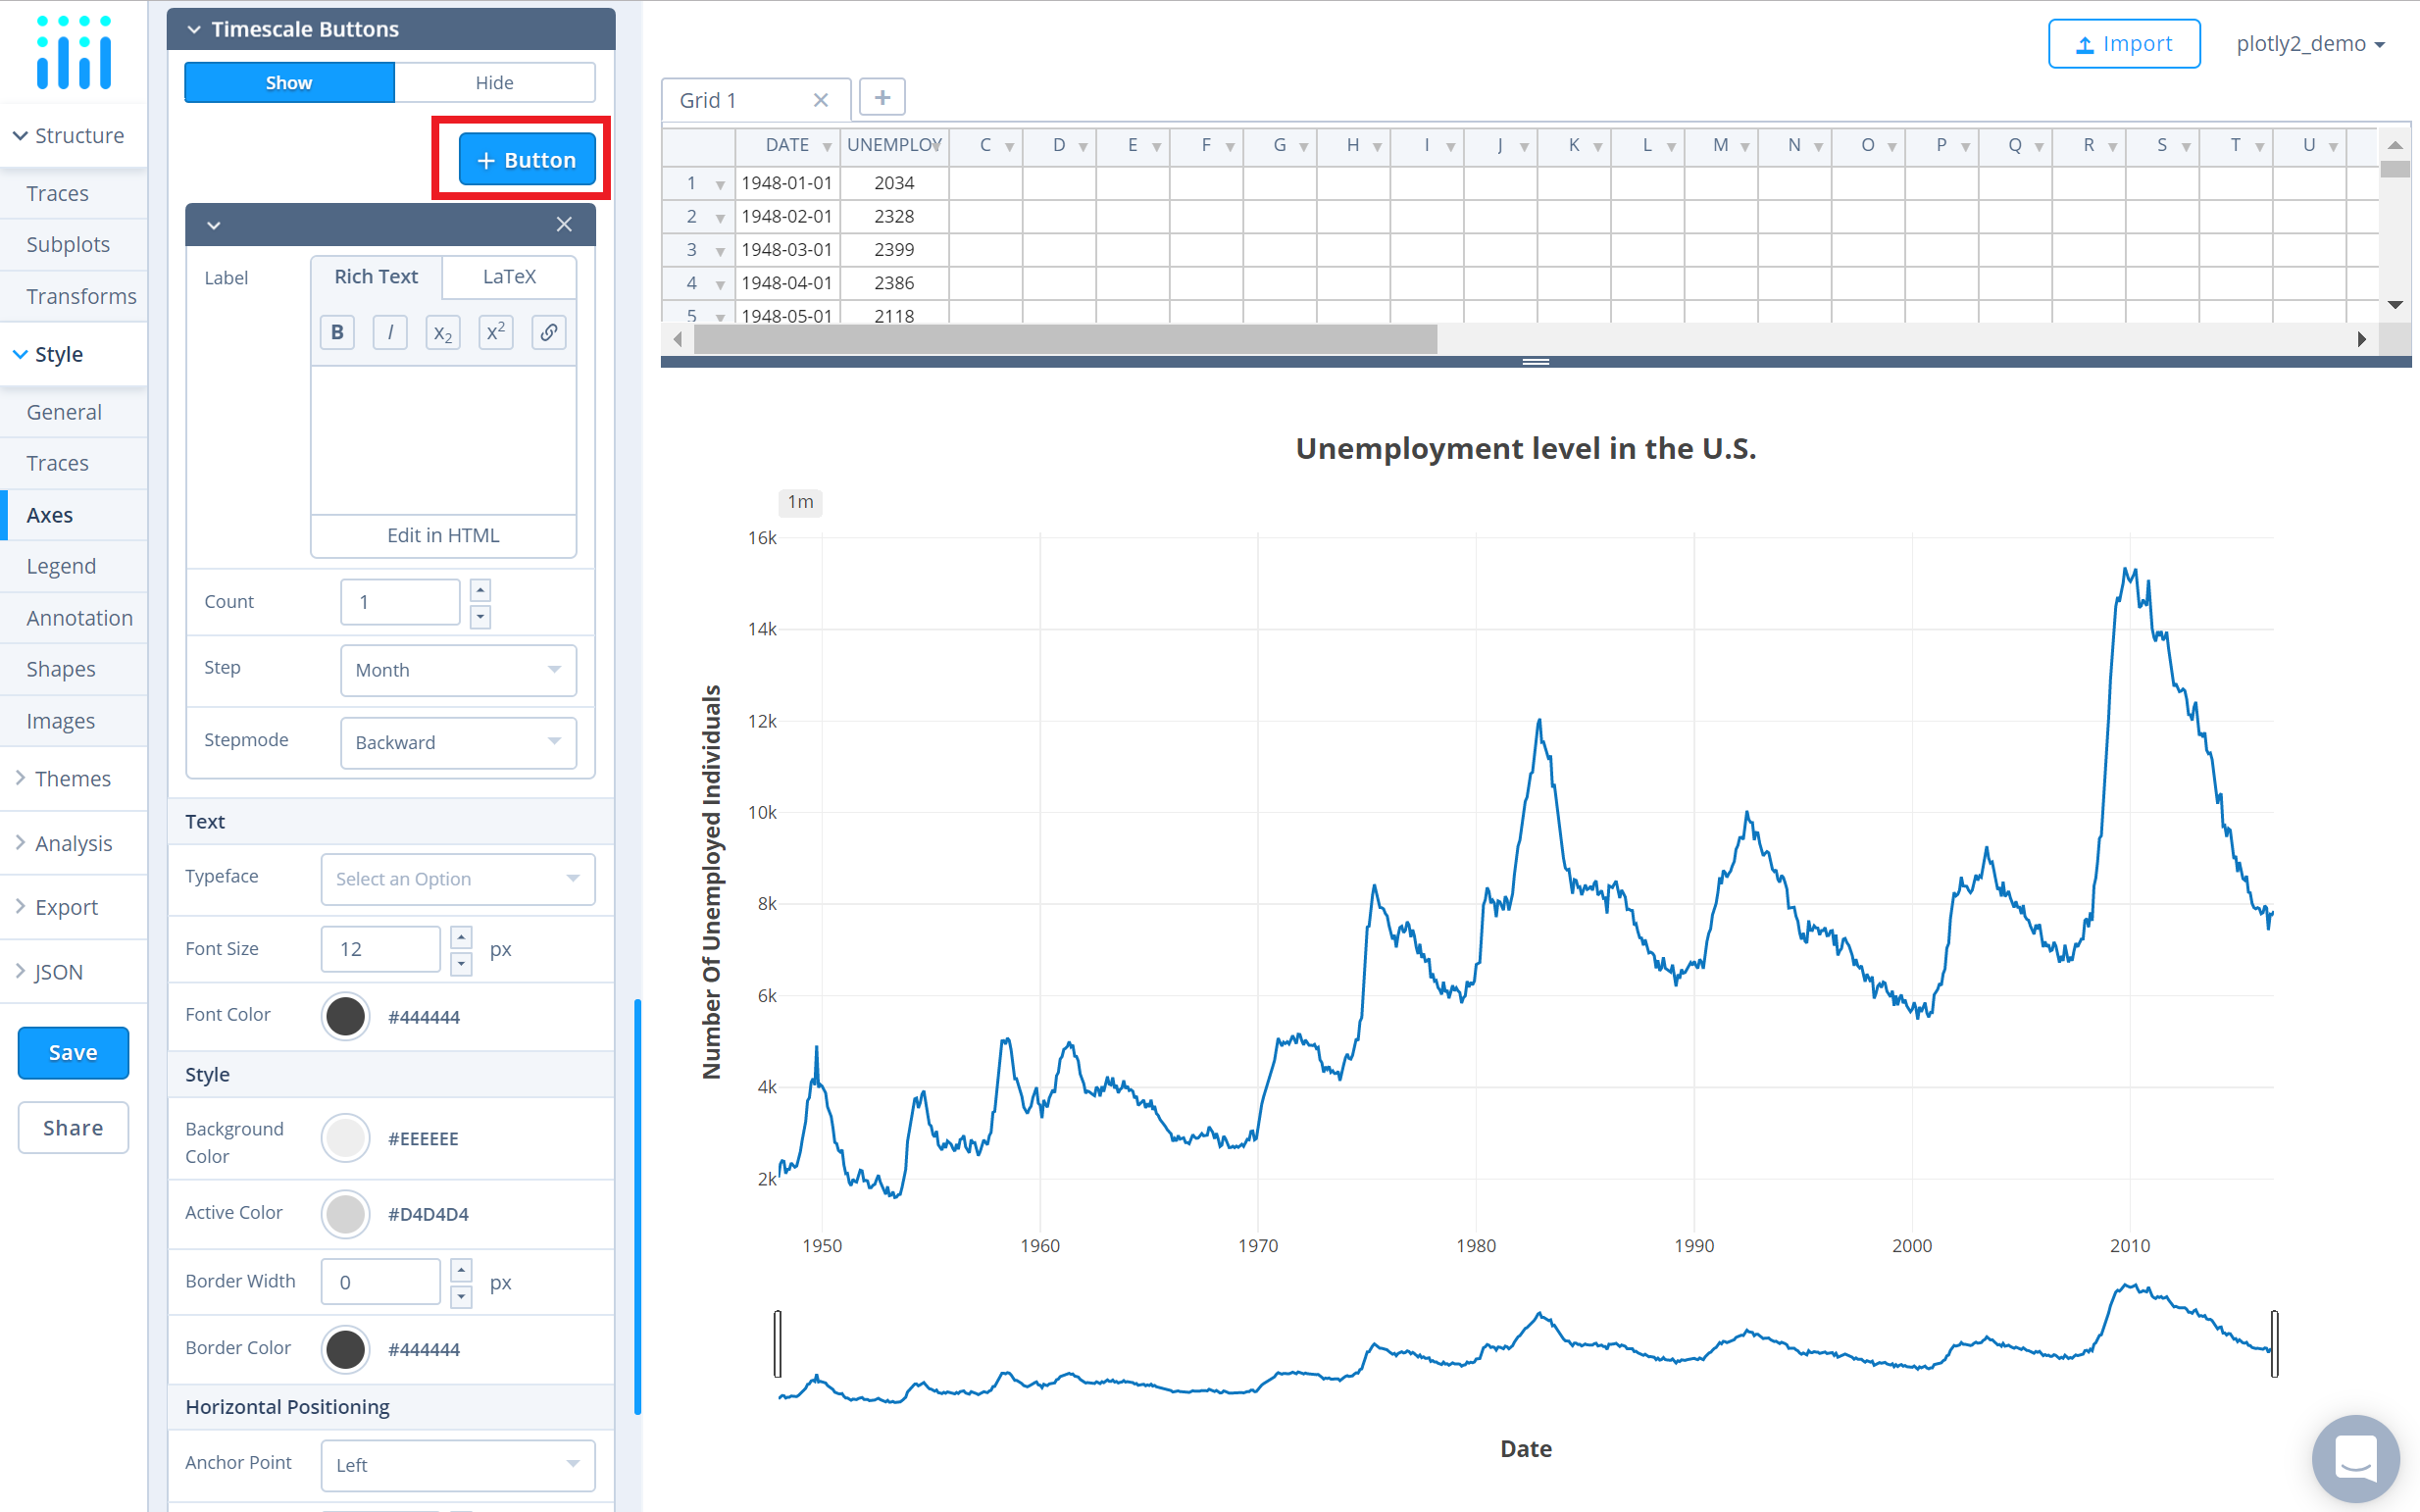 Structure
Traces
Subplots
Transforms
Style
General
Traces
Axes
Legend
Annotation
Shapes
Images
Themes
Analysis
Export
JSON
Save
Share
Timescale Buttons
Show Hide
+ Button
Label
Rich Text LaTeX
B I x₂ x²
Edit in HTML
Count 1
Step Month
Stepmode Backward
Text
Typeface Select an Option
Font Size 12 px
Font Color #444444
Style
Background Color #EEEEEE
Active Color #D4D4D4
Border Width 0 px
Border Color #444444
Horizontal Positioning
Anchor Point Left
Import plotly2_demo
Grid 1 +
DATE UNEMPLOY C D E F G H I J K L M N O P Q R S T U
1 1948-01-01 2034
2 1948-02-01 2328
3 1948-03-01 2399
4 1948-04-01 2386
5 1948-05-01 2118
Unemployment level in the U.S.
1m
16k
14k
12k
10k
8k
6k
4k
2k
Number Of Unemployed Individuals
1950 1960 1970 1980 1990 2000 2010
Date